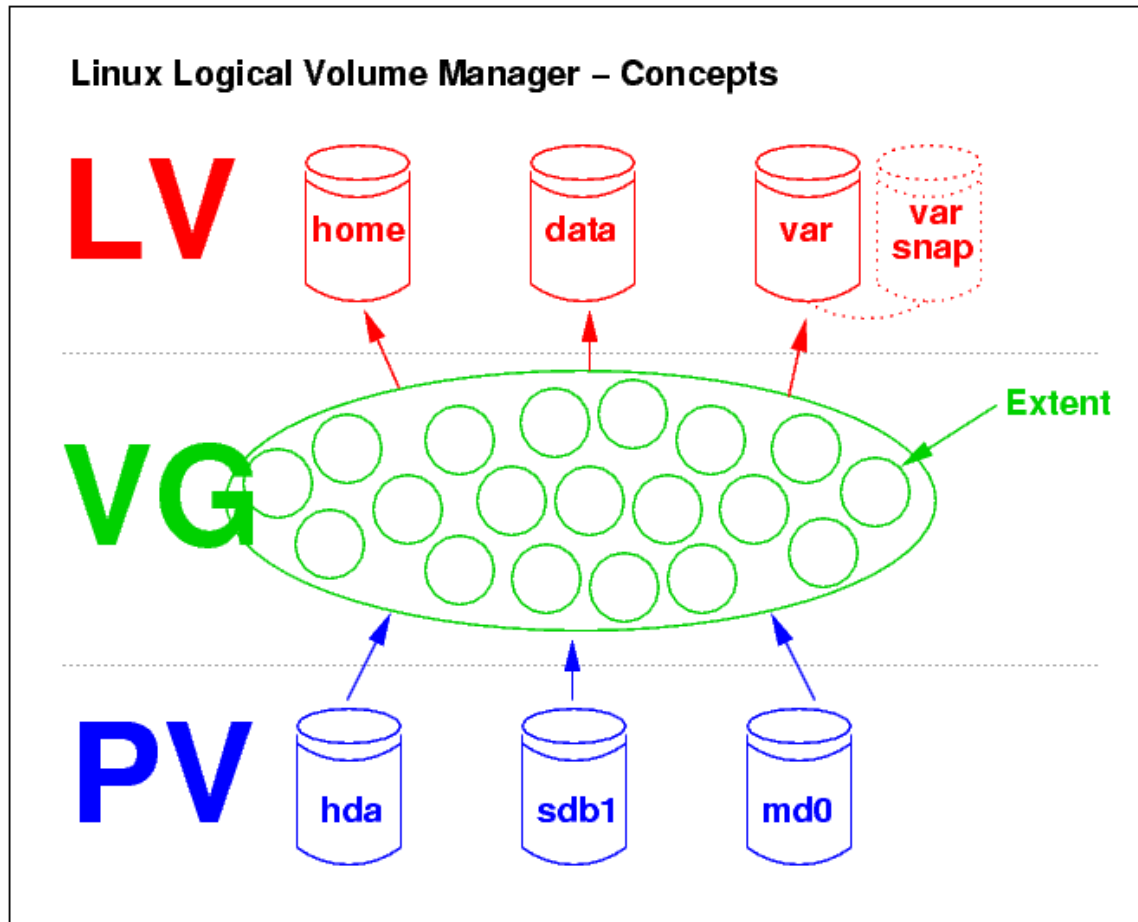 Linux Logical Volume Manager – Concepts
LV
home
data
var
var
snap
VG
Extent
PV
hda
sdb1
md0